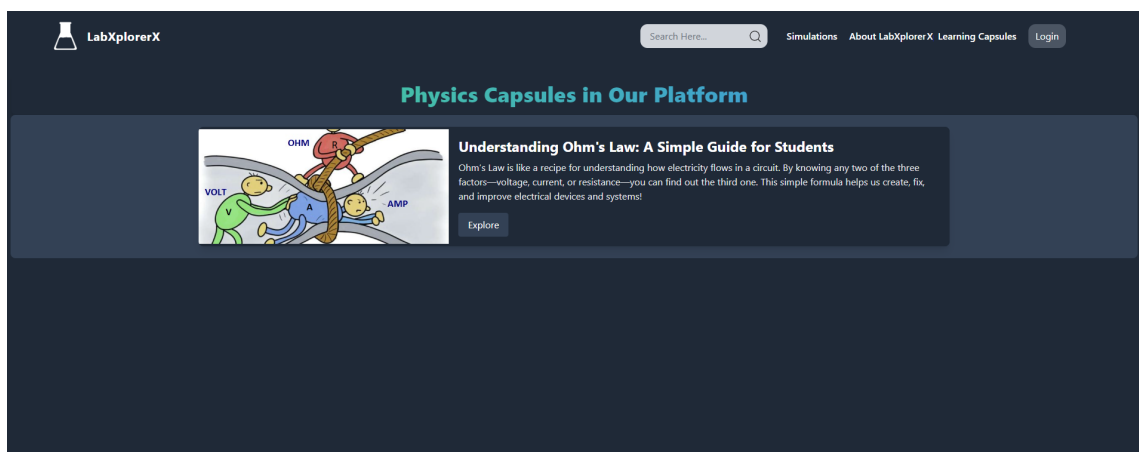 LabXplorerX
Search Here...
Simulations About LabXplorerX Learning Capsules Login
Physics Capsules in Our Platform
OHM
R
VOLT
V
A
AMP
Understanding Ohm's Law: A Simple Guide for Students
Ohm's Law is like a recipe for understanding how electricity flows in a circuit. By knowing any two of the three
factors—voltage, current, or resistance—you can find out the third one. This simple formula helps us create, fix,
and improve electrical devices and systems!
Explore